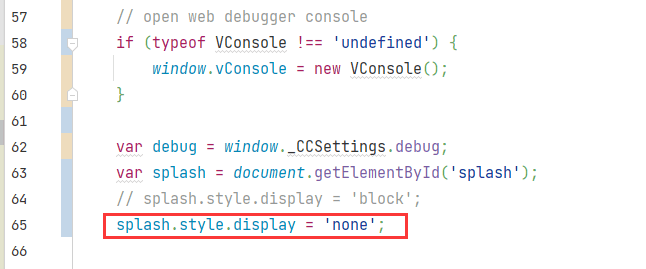 57 // open web debugger console
58 if (typeof VConsole !== 'undefined') {
59 window.vConsole = new VConsole();
60 }
61
62 var debug = window._CCSettings.debug;
63 var splash = document.getElementById('splash');
64 // splash.style.display = 'block';
65 splash.style.display = 'none';
66